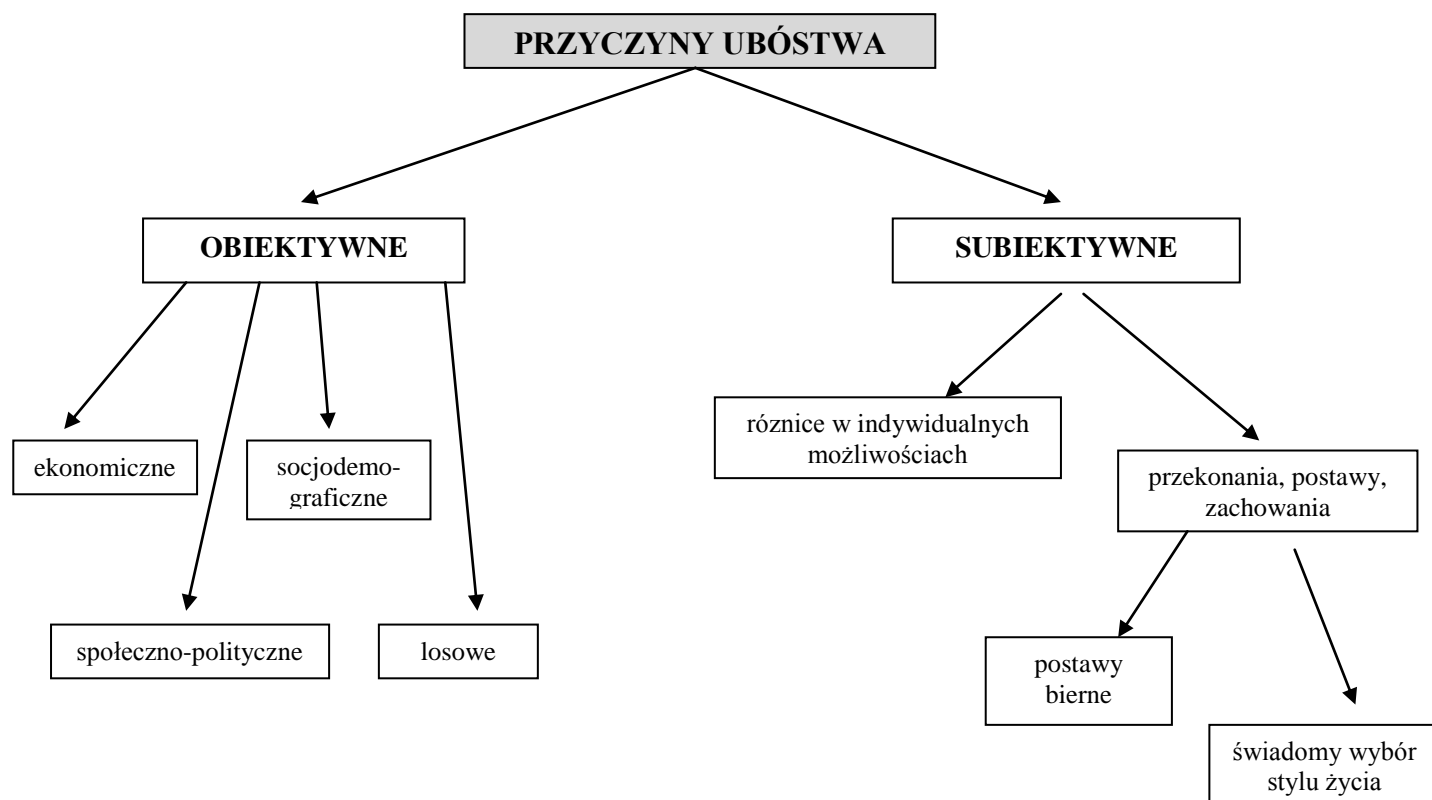 PRZYCZYNY UBÓSTWA
OBIEKTYWNE
SUBIEKTYWNE
ekonomiczne
socjodemo-
graficzne
społeczno-polityczne
losowe
róznice w indywidualnych
możliwościach
przekonania, postawy,
zachowania
postawy
bierne
świadomy wybór
stylu życia